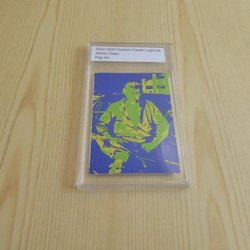 2022-2023 Custom Cards Legends
James Dean
Pop Art